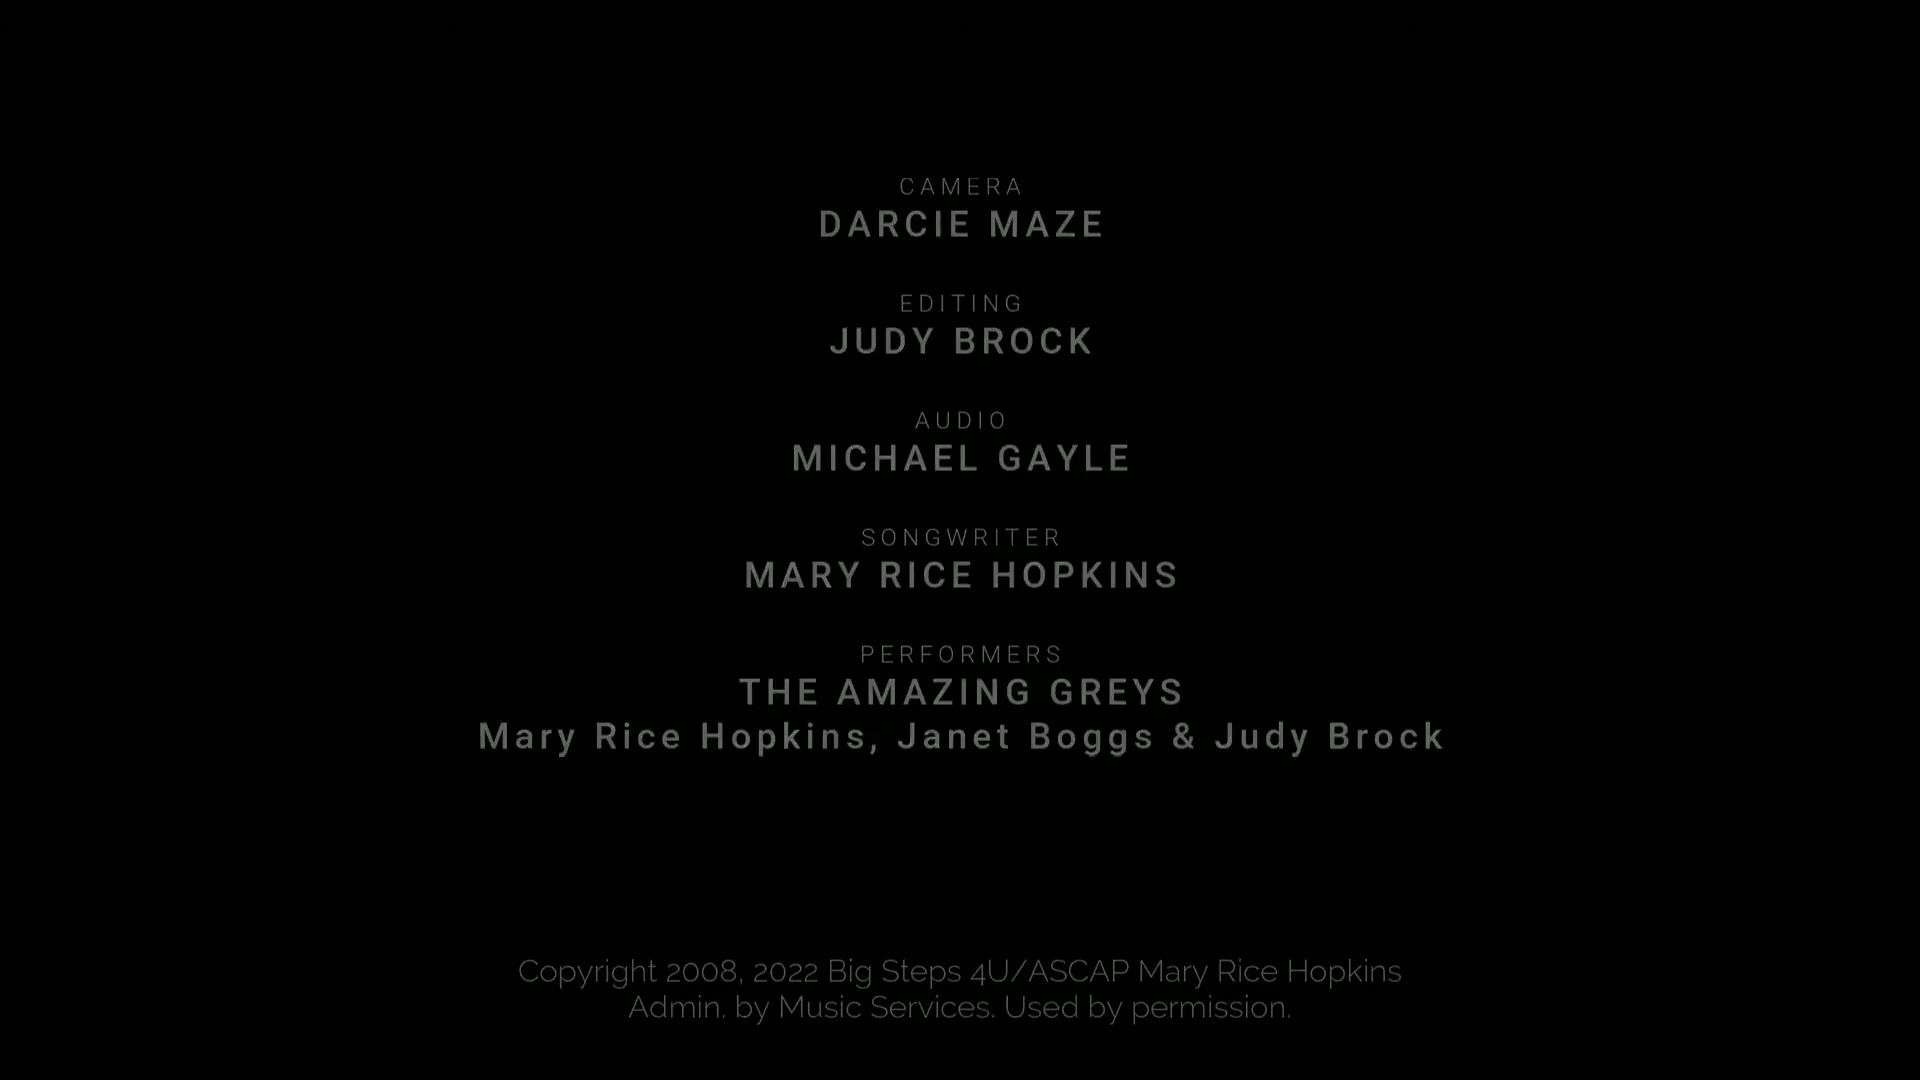 CAMERA
DARCIE MAZE
EDITING
JUDY BROCK
AUDIO
MICHAEL GAYLE
SONGWRITER
MARY RICE HOPKINS
PERFORMERS
THE AMAZING GREYS
Mary Rice Hopkins, Janet Boggs & Judy Brock
Copyright 2008, 2022 Big Steps 4U/ASCAP Mary Rice Hopkins
Admin. by Music Services. Used by permission.